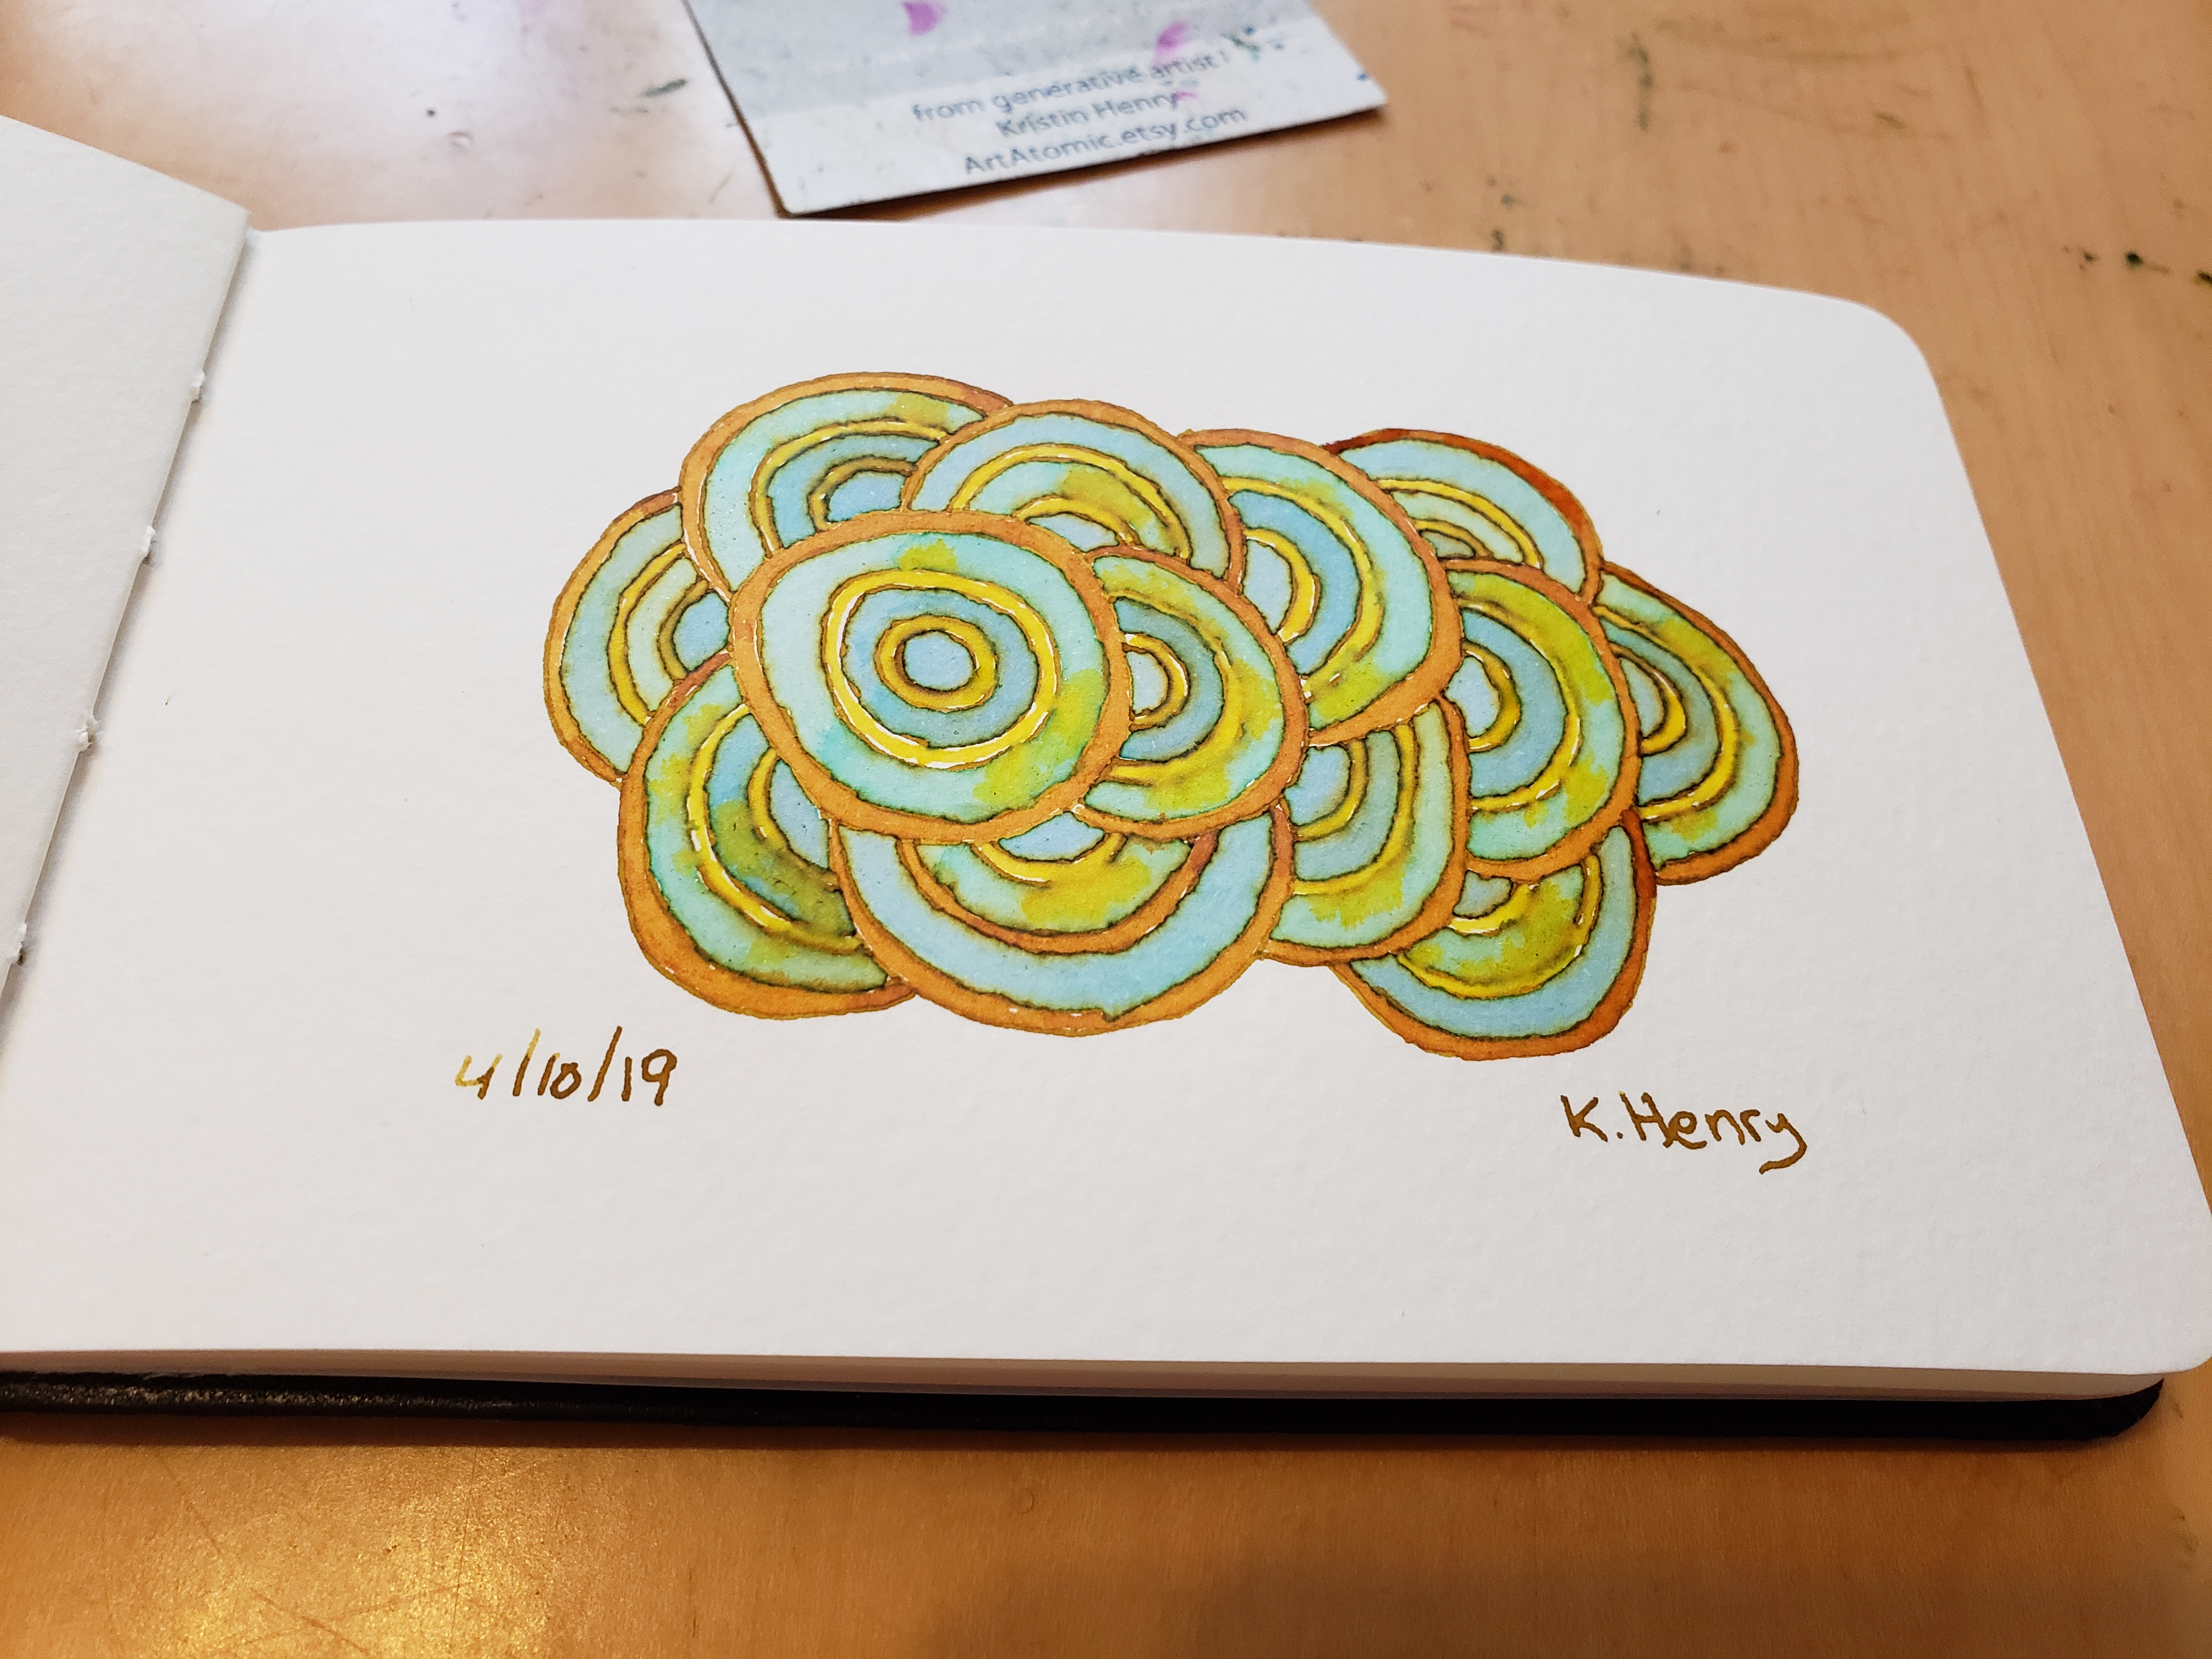 from generative artist!
Kristin Henry
ArtAtomic.etsy.com
4/10/19
K. Henry